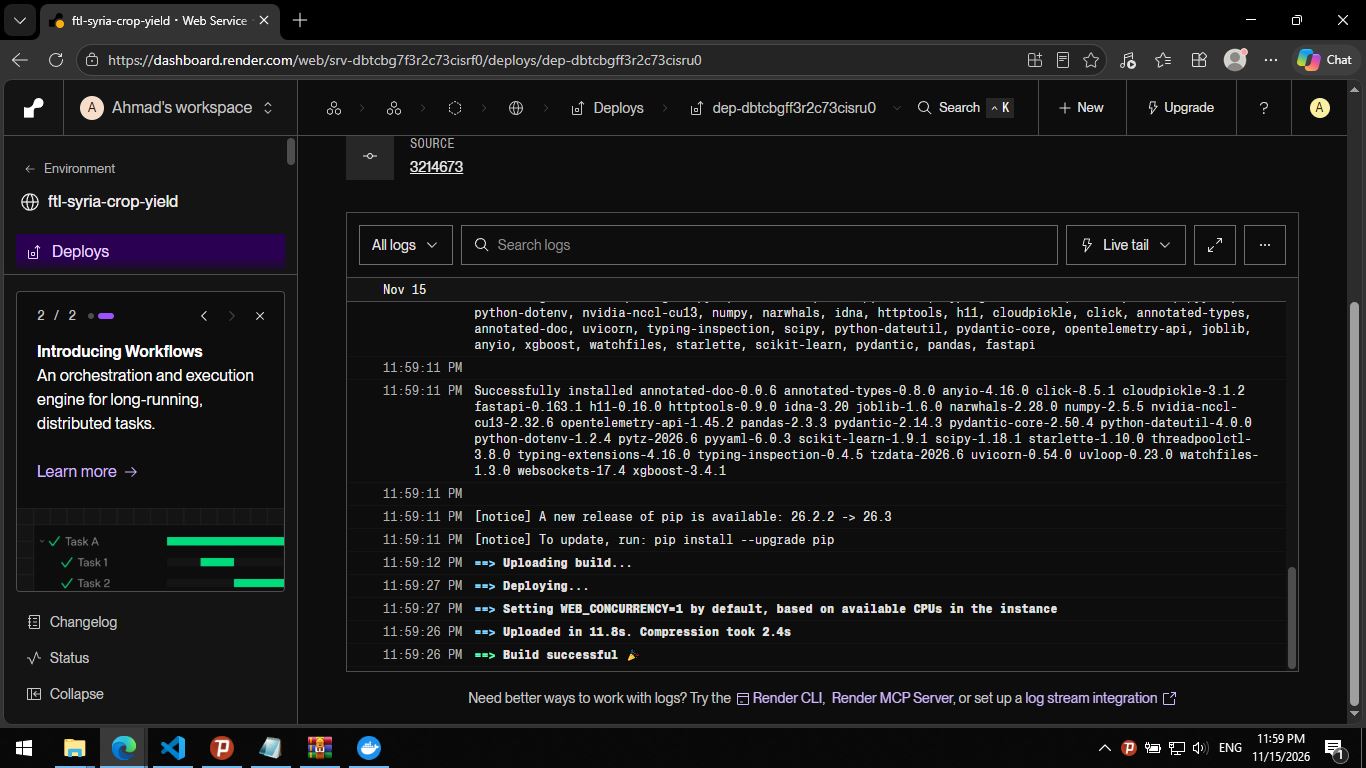 ftl-syria-crop-yield · Web Service
https://dashboard.render.com/web/srv-dbtcbg7f3r2c73cisrf0/deploys/dep-dbtcbgff3r2c73cisru0
Chat
A Ahmad's workspace
Deploys
dep-dbtcbgff3r2c73cisru0
Search ^ K
+ New
Upgrade
?
A
← Environment
ftl-syria-crop-yield
Deploys
2 / 2
Introducing Workflows
An orchestration and execution
engine for long-running,
distributed tasks.
Learn more →
Task A
Task 1
Task 2
Changelog
Status
Collapse
SOURCE
3214673
All logs
Search logs
Live tail
...
Nov 15
python-dotenv, nvidia-nccl-cu13, numpy, narwhals, idna, httptools, h11, cloudpickle, click, annotated-types,
annotated-doc, uvicorn, typing-inspection, scipy, python-dateutil, pydantic-core, opentelemetry-api, joblib,
anyio, xgboost, watchfiles, starlette, scikit-learn, pydantic, pandas, fastapi
11:59:11 PM
11:59:11 PM Successfully installed annotated-doc-0.0.6 annotated-types-0.8.0 anyio-4.16.0 click-8.5.1 cloudpickle-3.1.2
fastapi-0.163.1 h11-0.16.0 httptools-0.9.0 idna-3.20 joblib-1.6.0 narwhals-2.28.0 numpy-2.5.5 nvidia-nccl-
cu13-2.32.6 opentelemetry-api-1.45.2 pandas-2.3.3 pydantic-2.14.3 pydantic-core-2.50.4 python-dateutil-4.0.0
python-dotenv-1.2.4 pytz-2026.6 pyyaml-6.0.3 scikit-learn-1.9.1 scipy-1.18.1 starlette-1.10.0 threadpoolctl-
3.8.0 typing-extensions-4.16.0 typing-inspection-0.4.5 tzdata-2026.6 uvicorn-0.54.0 uvloop-0.23.0 watchfiles-
1.3.0 websockets-17.4 xgboost-3.4.1
11:59:11 PM
11:59:11 PM [notice] A new release of pip is available: 26.2.2 -> 26.3
11:59:11 PM [notice] To update, run: pip install --upgrade pip
11:59:12 PM ==> Uploading build...
11:59:27 PM ==> Deploying...
11:59:27 PM ==> Setting WEB_CONCURRENCY=1 by default, based on available CPUs in the instance
11:59:26 PM ==> Uploaded in 11.8s. Compression took 2.4s
11:59:26 PM ==> Build successful 🎉
Need better ways to work with logs? Try the Render CLI, Render MCP Server, or set up a log stream integration
ENG
11:59 PM
11/15/2026
1